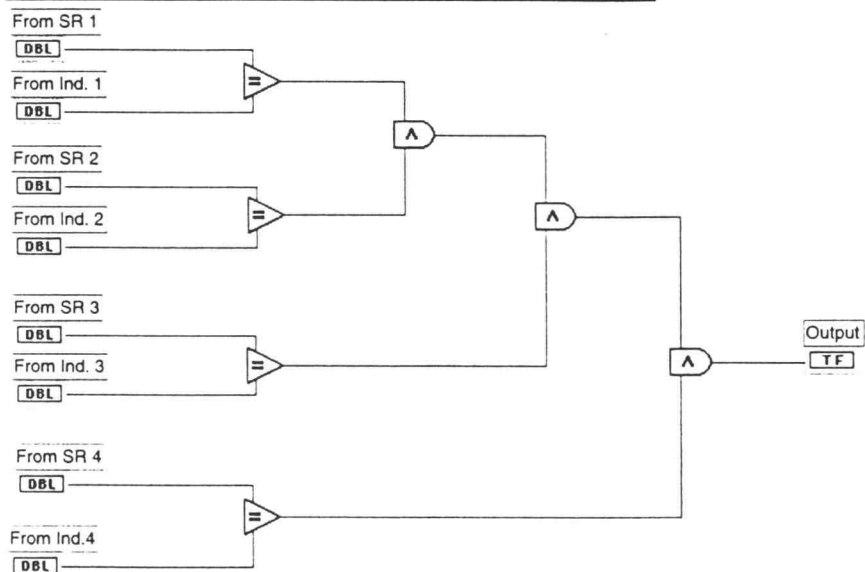 From SR 1
DBL
=
From Ind. 1
DBL
∧
From SR 2
DBL
=
From Ind. 2
DBL
∧
From SR 3
DBL
=
From Ind. 3
DBL
∧
Output
TF
From SR 4
DBL
=
From Ind.4
DBL